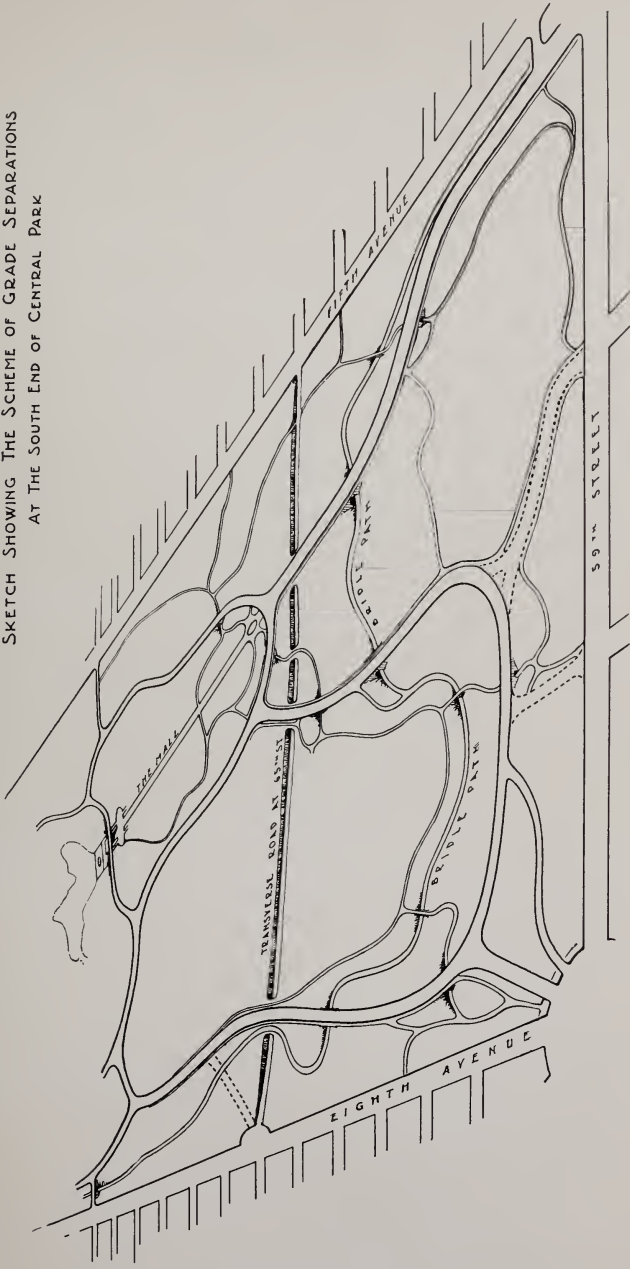 SKETCH SHOWING THE SCHEME OF GRADE SEPARATIONS
AT THE SOUTH END OF CENTRAL PARK
FIFTH AVENUE
THE MALL
BRIDLE PATH
59TH STREET
TRANSVERSE ROAD AT 65TH ST
BRIDLE PATH
EIGHTH AVENUE